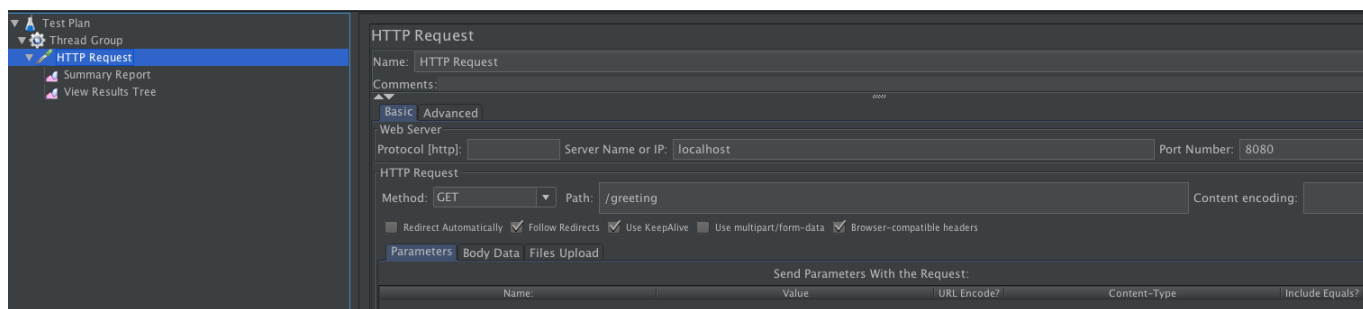 Test Plan
Thread Group
HTTP Request
Summary Report
View Results Tree
HTTP Request
Name: HTTP Request
Comments:
Basic Advanced
Web Server
Protocol [http]: Server Name or IP: localhost Port Number: 8080
HTTP Request
Method: GET Path: /greeting Content encoding:
Redirect Automatically Follow Redirects Use KeepAlive Use multipart/form-data Browser-compatible headers
Parameters Body Data Files Upload
Send Parameters With the Request:
Name: Value URL Encode? Content-Type Include Equals?